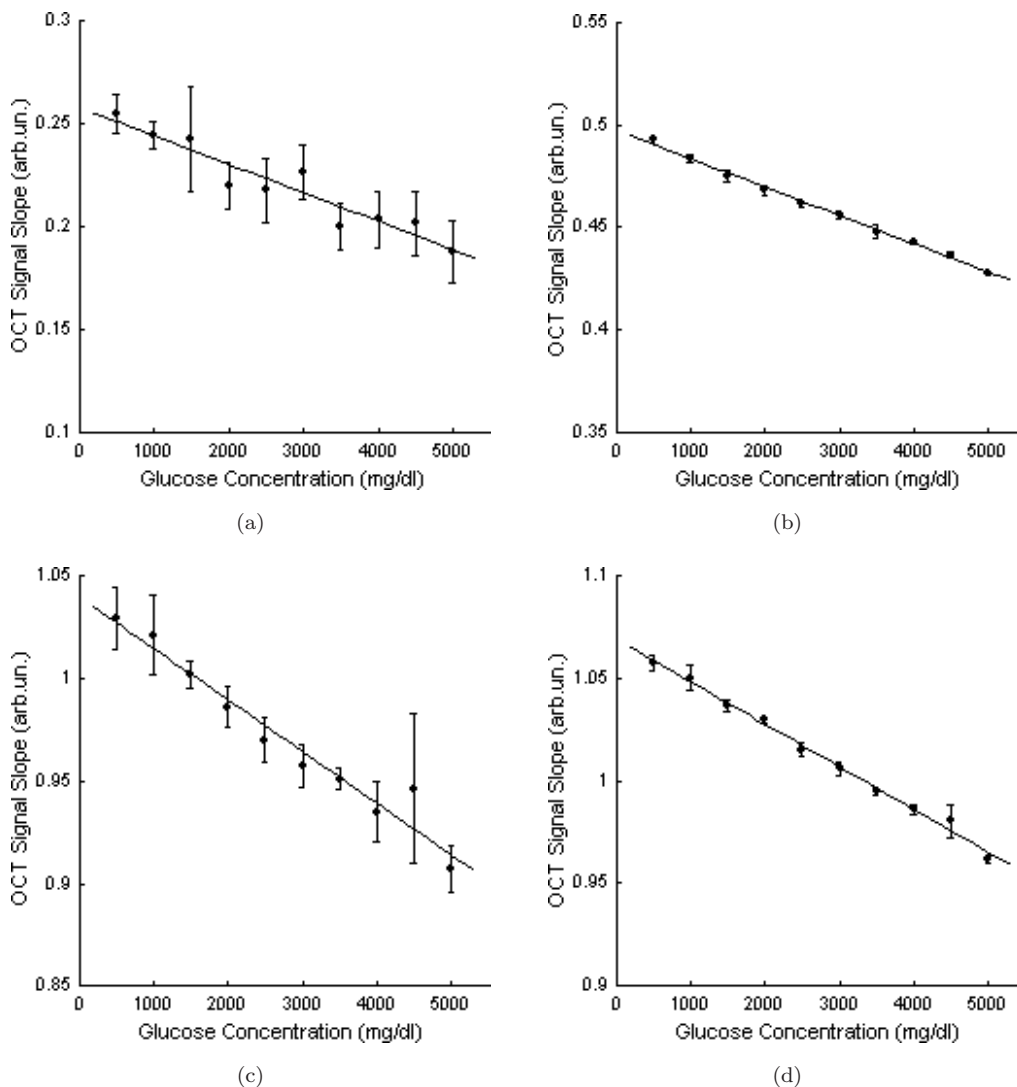 0.3
0.25
0.2
0.15
0.1
OCT Signal Slope (arb.un.)
0 1000 2000 3000 4000 5000
Glucose Concentration (mg/dl)
(a)
0.55
0.5
0.45
0.4
0.35
OCT Signal Slope (arb.un.)
0 1000 2000 3000 4000 5000
Glucose Concentration (mg/dl)
(b)
1.05
1
0.95
0.9
0.85
OCT Signal Slope (arb.un.)
0 1000 2000 3000 4000 5000
Glucose Concentration (mg/dl)
(c)
1.1
1.05
1
0.95
0.9
OCT Signal Slope (arb.un.)
0 1000 2000 3000 4000 5000
Glucose Concentration (mg/dl)
(d)